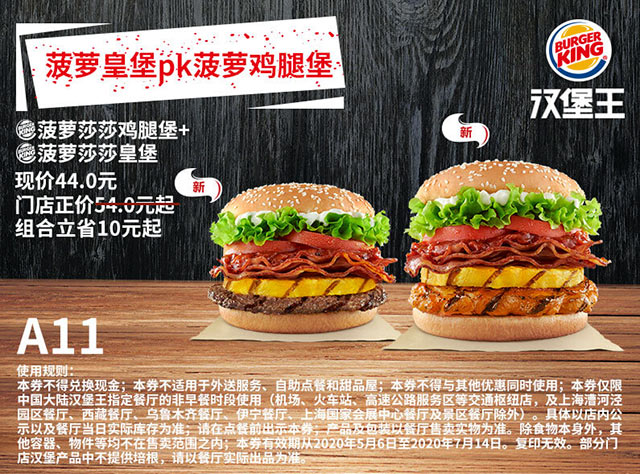 菠萝皇堡pk菠萝鸡腿堡
BURGER
KING
汉堡王
菠萝莎莎鸡腿堡+
菠萝莎莎皇堡
现价44.0元
门店正价54.0元起
组合立省10元起
新
新
A11
使用规则：
本券不得兑换现金；本券不适用于外送服务、自助点餐和甜品屋；本券不得与其他优惠同时使用；本券仅限
中国大陆汉堡王指定餐厅的非早餐时段使用（机场、火车站、高速公路服务区等交通枢纽店，及上海漕河泾
园区餐厅、西藏餐厅、乌鲁木齐餐厅、伊宁餐厅、上海国家会展中心餐厅及景区餐厅除外）。具体以店内公
示以及餐厅当日实际库存为准；请在点餐前出示本券；产品及包装以餐厅售卖实物为准。除食物本身外，其
他容器、物件等均不在售卖范围之内；本券有效期从2020年5月6日至2020年7月14日。复印无效。部分门
店汉堡产品中不提供培根，请以餐厅实际出品为准。